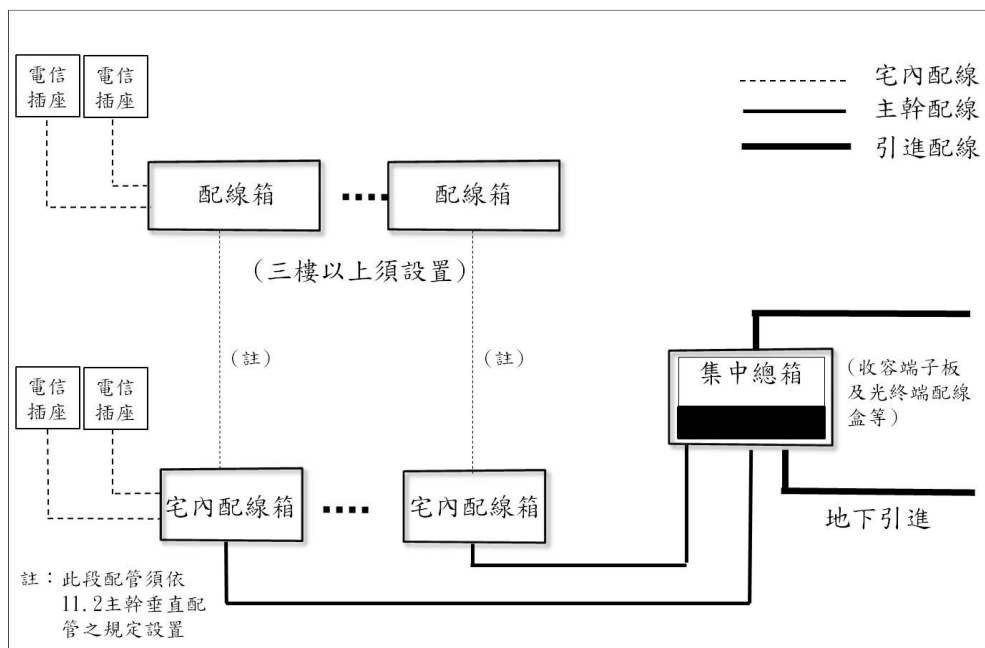 電信
插座
電信
插座
宅內配線
主幹配線
引進配線
配線箱
配線箱
(三樓以上須設置)
(註)
(註)
電信
插座
電信
插座
集中總箱
(收容端子板
及光終端配線
盒等)
宅內配線箱
宅內配線箱
地下引進
註：此段配管須依
11.2主幹垂直配
管之規定設置